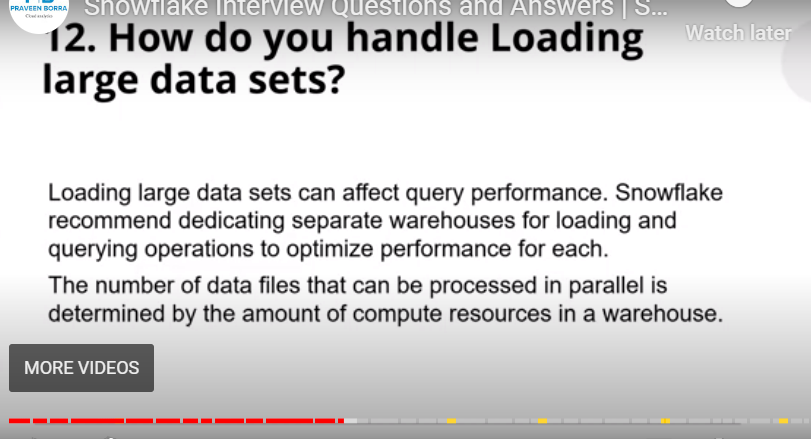 PRAVEEN BORRA
Cloud Analytics
Snowflake Interview Questions and Answers | S...
Watch later
12. How do you handle Loading
large data sets?
Loading large data sets can affect query performance. Snowflake
recommend dedicating separate warehouses for loading and
querying operations to optimize performance for each.
The number of data files that can be processed in parallel is
determined by the amount of compute resources in a warehouse.
MORE VIDEOS